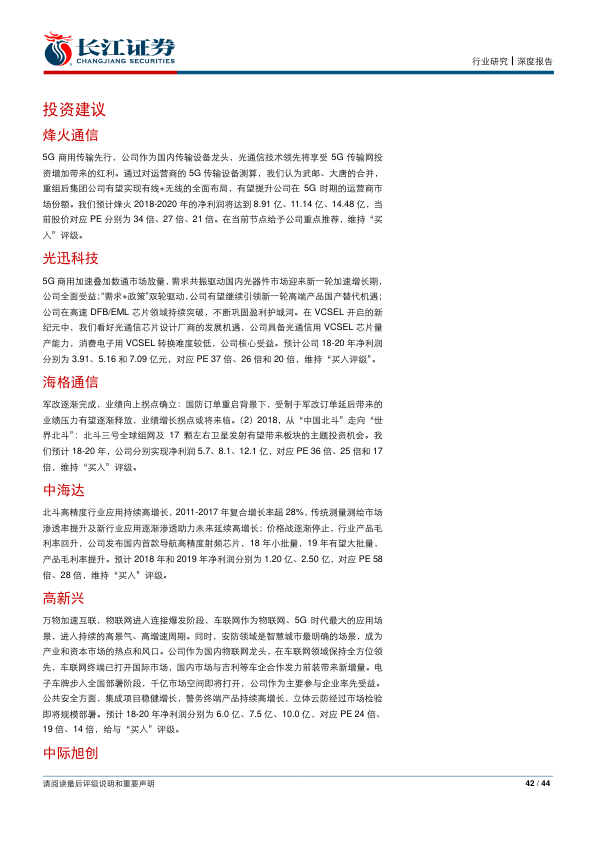 长江证券
CHANGJIANG SECURITIES
行业研究┃深度报告
投资建议
烽火通信
5G 商用传输先行，公司作为国内传输设备龙头，光通信技术领先将享受 5G 传输网投
资增加带来的红利。通过对运营商的 5G 传输设备测算，我们认为武邮、大唐的合并，
重组后集团公司有望实现有线+无线的全面布局，有望提升公司在 5G 时期的运营商市
场份额。我们预计烽火 2018-2020 年的净利润将达到 8.91 亿、11.14 亿、14.48 亿，当
前股价对应 PE 分别为 34 倍、27 倍、21 倍。在当前节点给予公司重点推荐，维持“买
入”评级。
光迅科技
5G 商用加速叠加数通市场放量，需求共振驱动国内光器件市场迎来新一轮加速增长期，
公司全面受益；“需求+政策”双轮驱动，公司有望继续引领新一轮高端产品国产替代机遇；
公司在高速 DFB/EML 芯片领域持续突破，不断巩固盈利护城河。在 VCSEL 开启的新
纪元中，我们看好光通信芯片设计厂商的发展机遇，公司具备光通信用 VCSEL 芯片量
产能力，消费电子用 VCSEL 转换难度较低，公司核心受益。预计公司 18-20 年净利润
分别为 3.91、5.16 和 7.09 亿元，对应 PE 37 倍、26 倍和 20 倍，维持“买入评级”。
海格通信
军改逐渐完成，业绩向上拐点确立：国防订单重启背景下，受制于军改订单延后带来的
业绩压力有望逐渐释放，业绩增长拐点或将来临。（2）2018，从“中国北斗”走向“世
界北斗”：北斗三号全球组网及 17 颗左右卫星发射有望带来板块的主题投资机会。我
们预计 18-20 年，公司分别实现净利润 5.7、8.1、12.1 亿，对应 PE 36 倍、25 倍和 17
倍，维持“买入”评级。
中海达
北斗高精度行业应用持续高增长，2011-2017 年复合增长率超 28%，传统测量测绘市场
渗透率提升及新行业应用逐渐渗透助力未来延续高增长；价格战逐渐停止，行业产品毛
利率回升，公司发布国内首款导航高精度射频芯片，18 年小批量，19 年有望大批量，
产品毛利率提升。预计 2018 年和 2019 年净利润分别为 1.20 亿、2.50 亿，对应 PE 58
倍、28 倍，维持“买入”评级。
高新兴
万物加速互联，物联网进入连接爆发阶段，车联网作为物联网、5G 时代最大的应用场
景，进入持续的高景气、高增速周期。同时，安防领域是智慧城市最明确的场景，成为
产业和资本市场的热点和风口。公司作为国内物联网龙头，在车联网领域保持全方位领
先，车联网终端已打开国际市场，国内市场与吉利等车企合作发力前装带来新增量。电
子车牌步入全国部署阶段，千亿市场空间即将打开，公司作为主要参与企业率先受益。
公共安全方面，集成项目稳健增长，警务终端产品持续高增长，立体云防经过市场检验
即将规模部署。预计 18-20 年净利润分别为 6.0 亿、7.5 亿、10.0 亿，对应 PE 24 倍、
19 倍、14 倍，给与“买入”评级。
中际旭创
请阅读最后评级说明和重要声明
42 / 44